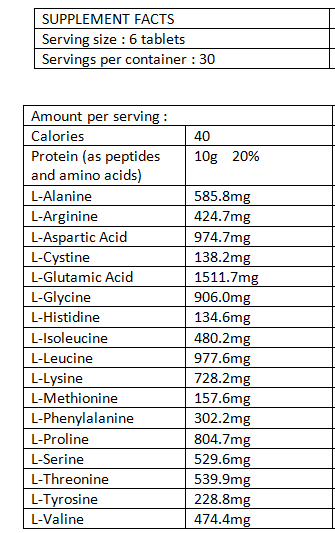 SUPPLEMENT FACTS
Serving size : 6 tablets
Servings per container : 30
Amount per serving :
Calories 40
Protein (as peptides 10g 20%
and amino acids)
L-Alanine 585.8mg
L-Arginine 424.7mg
L-Aspartic Acid 974.7mg
L-Cystine 138.2mg
L-Glutamic Acid 1511.7mg
L-Glycine 906.0mg
L-Histidine 134.6mg
L-Isoleucine 480.2mg
L-Leucine 977.6mg
L-Lysine 728.2mg
L-Methionine 157.6mg
L-Phenylalanine 302.2mg
L-Proline 804.7mg
L-Serine 529.6mg
L-Threonine 539.9mg
L-Tyrosine 228.8mg
L-Valine 474.4mg